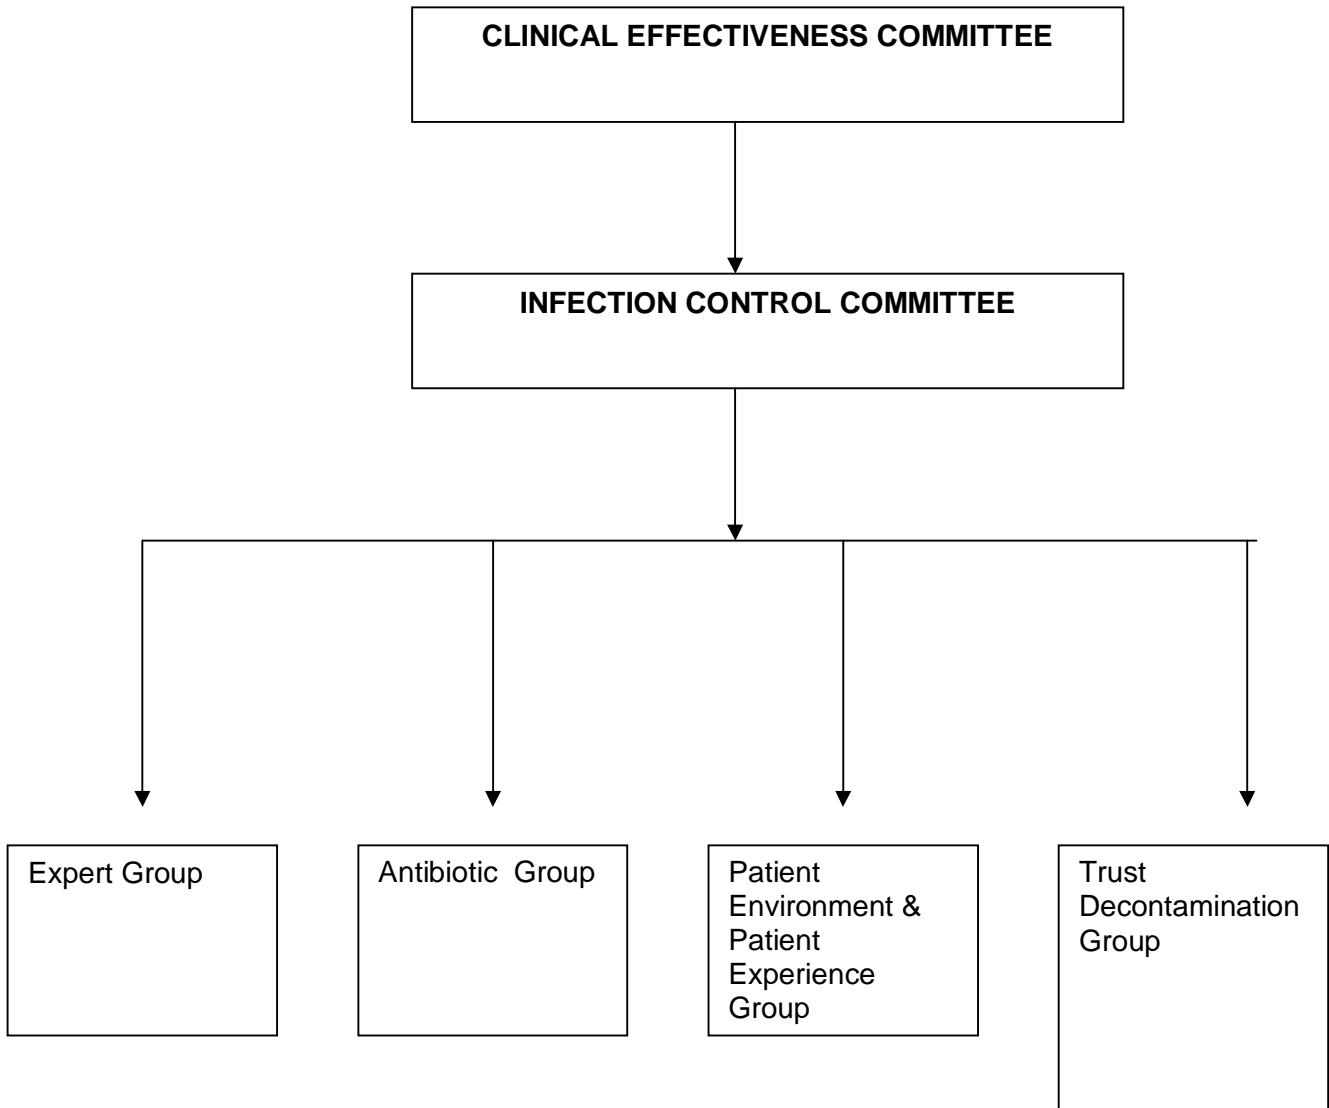 CLINICAL EFFECTIVENESS COMMITTEE
INFECTION CONTROL COMMITTEE
Expert Group
Antibiotic  Group
Patient
Environment &
Patient
Experience
Group
Trust
Decontamination
Group